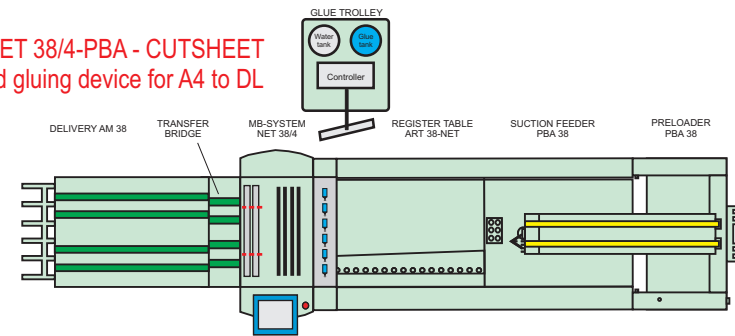 GLUE TROLLEY
ET 38/4-PBA - CUTSHEET
d gluing device for A4 to DL
Water
tank
Glue
tank
Controller
DELIVERY AM 38
TRANSFER
BRIDGE
MB-SYSTEM
NET 38/4
REGISTER TABLE
ART 38-NET
SUCTION FEEDER
PBA 38
PRELOADER
PBA 38